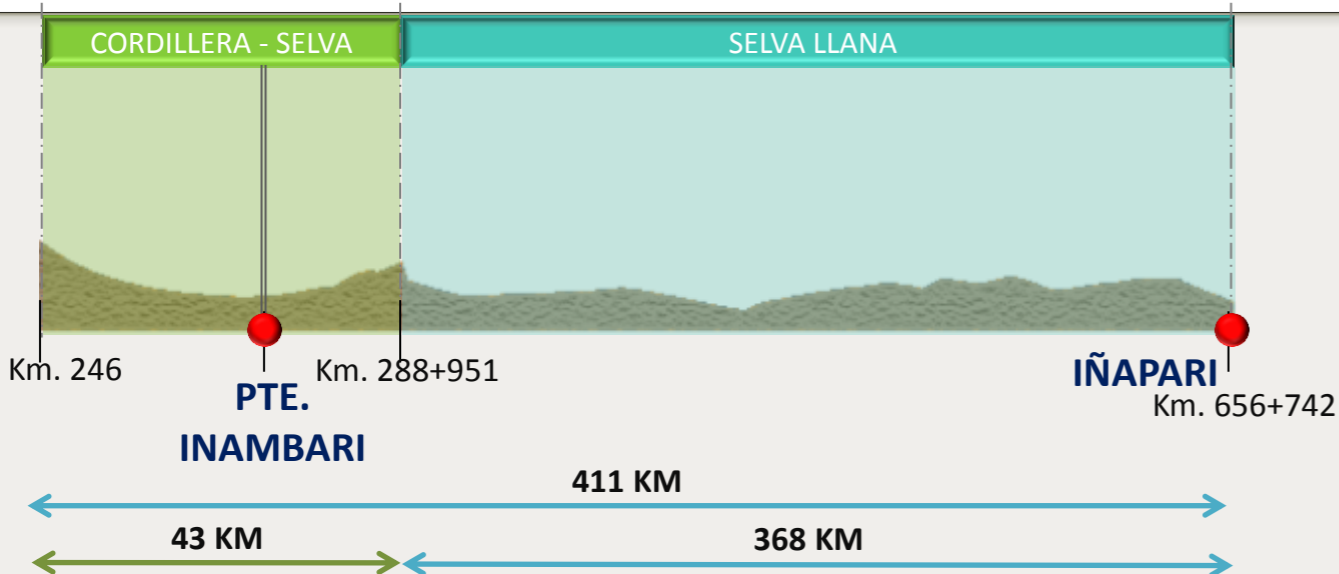 CORDILLERA - SELVA
SELVA LLANA
Km. 246
PTE.
INAMBARI
Km. 288+951
IÑAPARI
Km. 656+742
411 KM
43 KM
368 KM